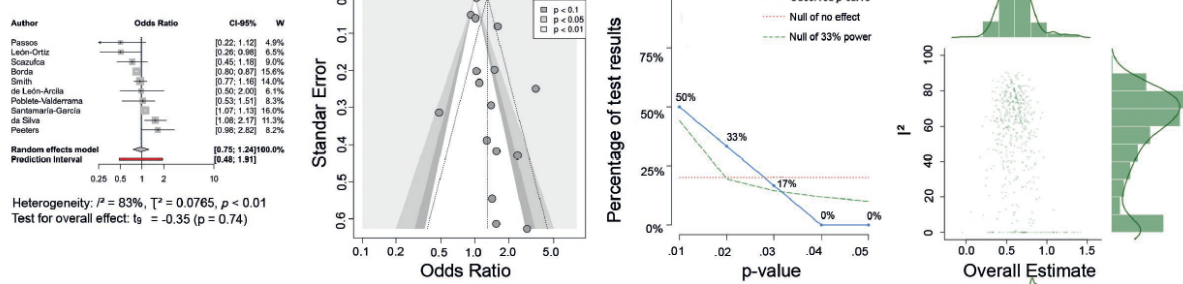 Author Odds Ratio CI-95% W
Passos [0.22; 1.12] 4.9%
León-Ortiz [0.26; 0.98] 6.5%
Scazufca [0.45; 1.18] 9.0%
Borda [0.80; 0.87] 15.6%
Smith [0.77; 1.16] 14.0%
de León-Arcila [0.50; 2.00] 6.1%
Poblete-Valderrama [0.53; 1.51] 8.3%
Santamaría-García [1.07; 1.13] 16.0%
da Silva [1.08; 2.17] 11.3%
Peeters [0.98; 2.82] 8.2%
Random effects model [0.75; 1.24]100.0%
Prediction Interval [0.48; 1.91]
0.25 0.5 1 2 10
Heterogeneity: I² = 83%, τ² = 0.0765, p < 0.01
Test for overall effect: t₉ = -0.35 (p = 0.74)
Standar Error
0
0.1
0.2
0.3
0.4
0.5
0.6
p < 0.1
p < 0.05
p < 0.01
0.1 0.2 0.5 1.0 2.0 5.0
Odds Ratio
Percentage of test results
Null of no effect
Null of 33% power
75%
50%
25%
0%
50%
33%
17%
0% 0%
.01 .02 .03 .04 .05
p-value
I²
100
80
60
40
20
0
0.0 0.5 1.0 1.5
Overall Estimate